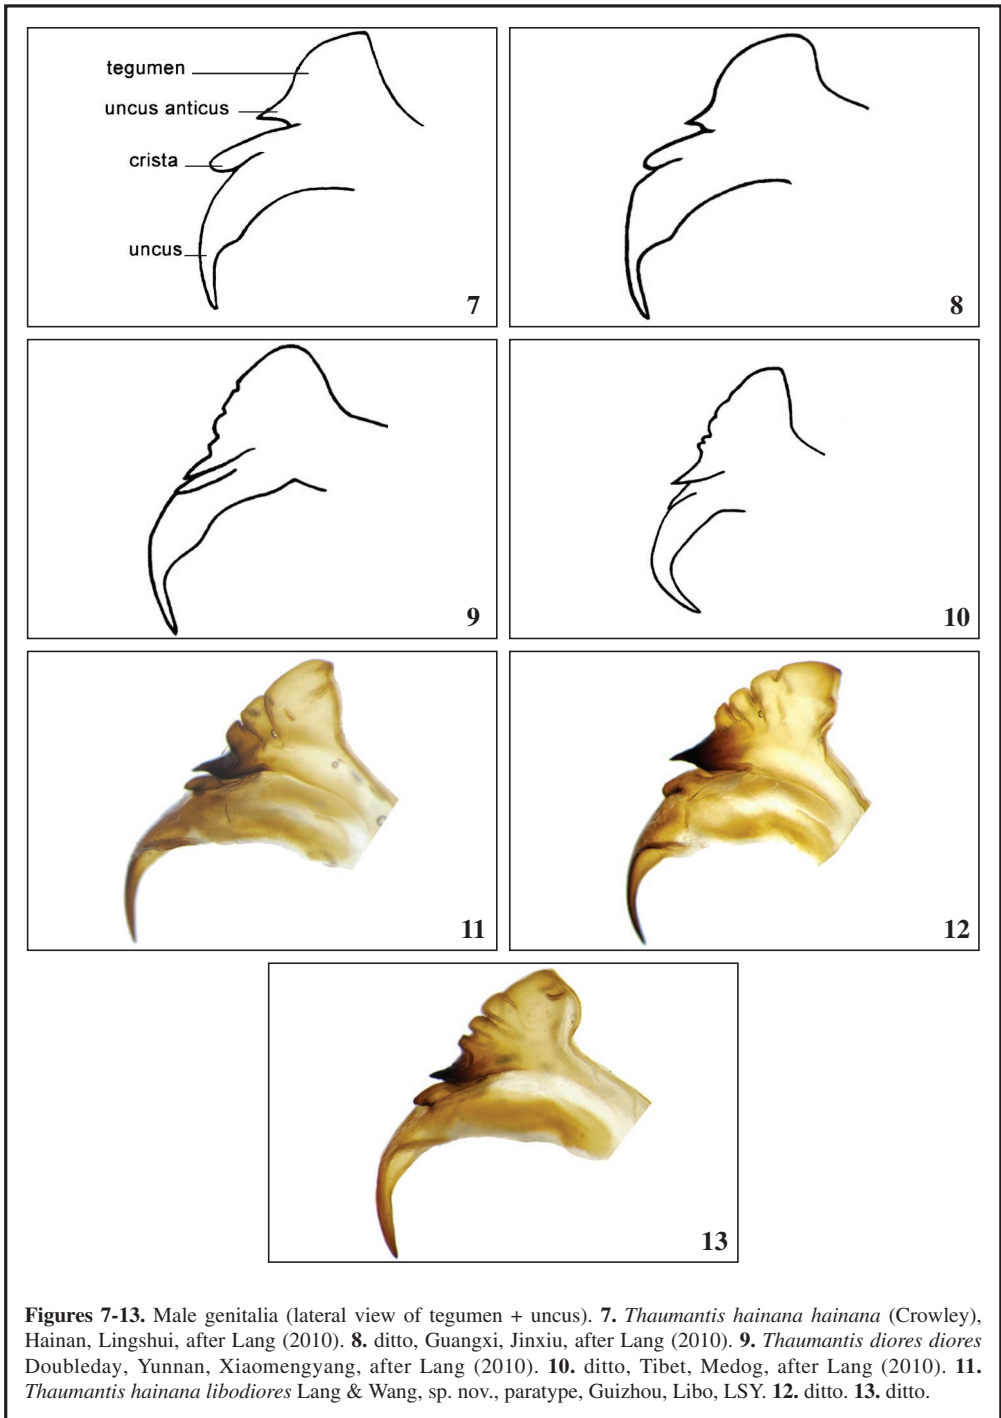 tegumen
uncus anticus
crista
uncus
7
8
9
10
11
12
13
Figures 7-13. Male genitalia (lateral view of tegumen + uncus). 7. Thaumantis hainana hainana (Crowley),
Hainan, Lingshui, after Lang (2010). 8. ditto, Guangxi, Jinxiu, after Lang (2010). 9. Thaumantis diores diores
Doubleday, Yunnan, Xiaomengyang, after Lang (2010). 10. ditto, Tibet, Medog, after Lang (2010). 11.
Thaumantis hainana libodiores Lang & Wang, sp. nov., paratype, Guizhou, Libo, LSY. 12. ditto. 13. ditto.